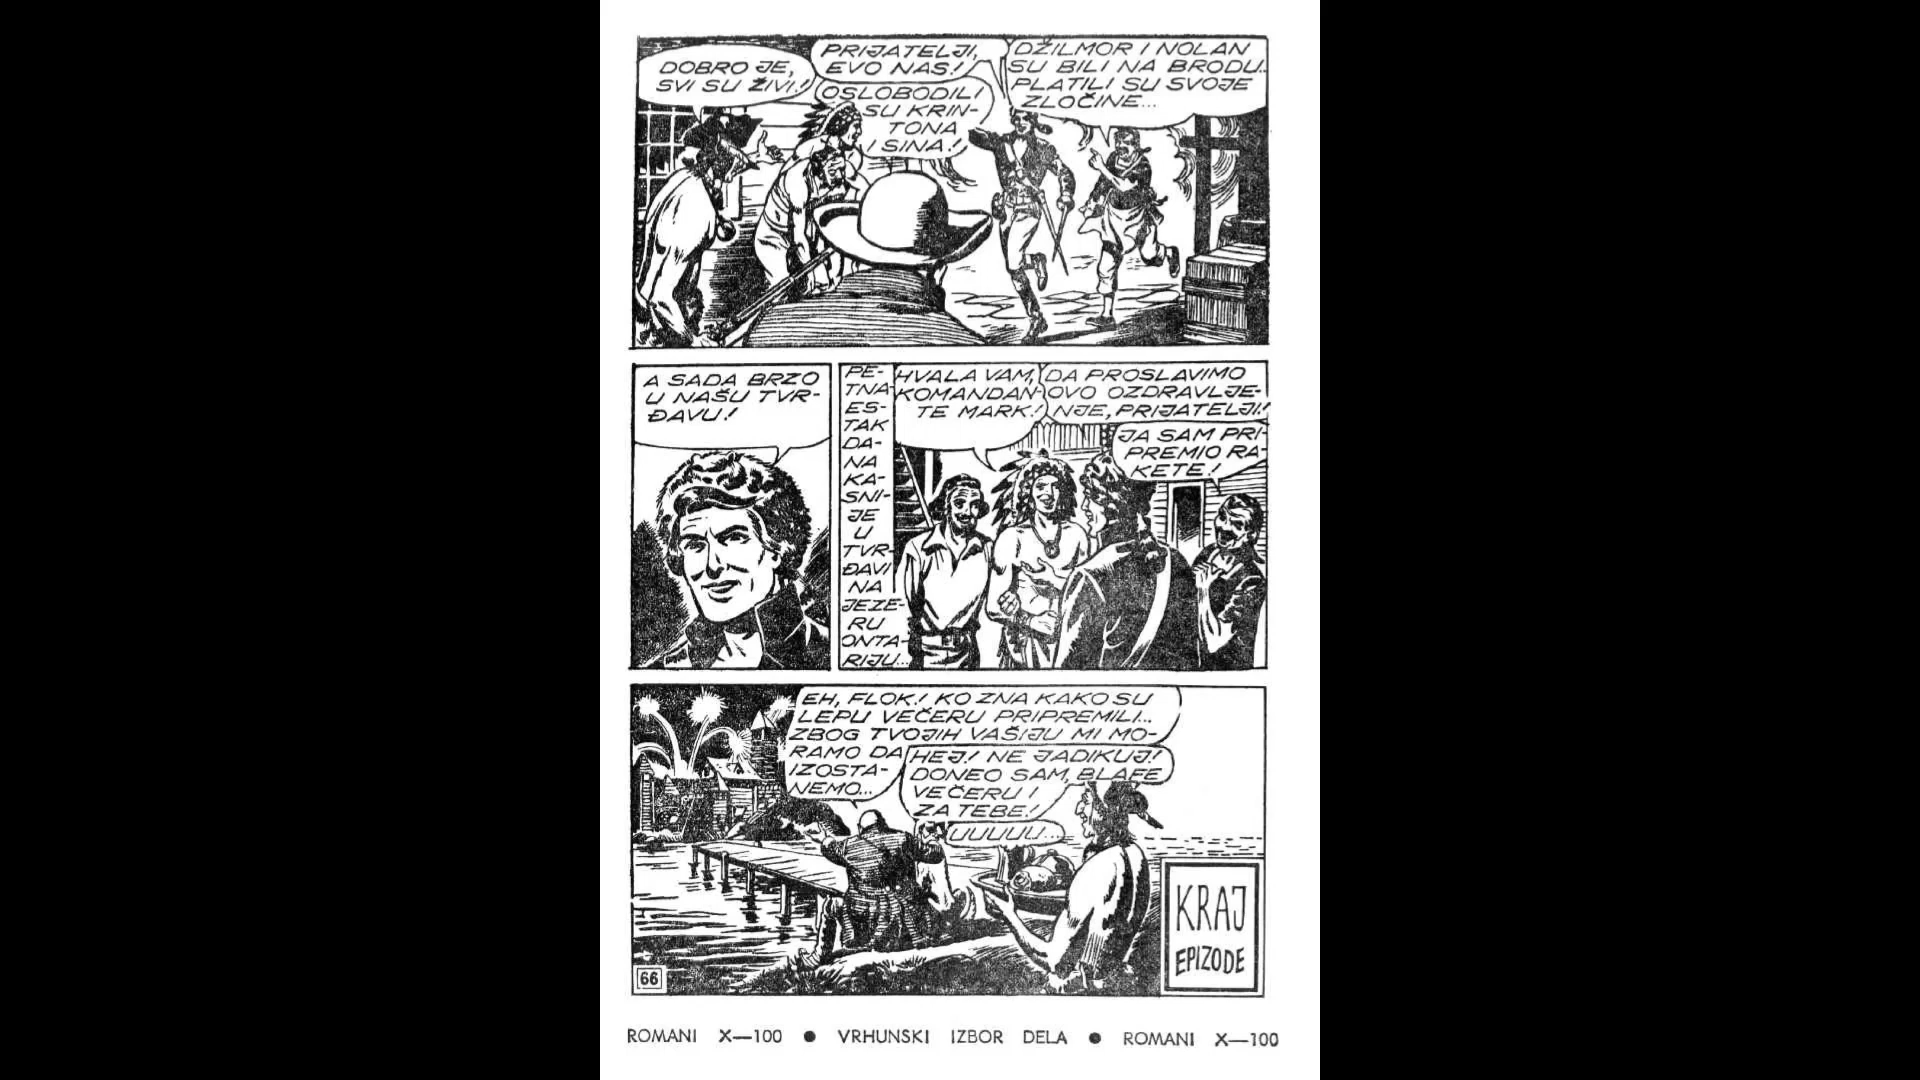 DOBRO JE,
SVI SU ŽIVI!
PRIJATELJI,
EVO NAS!
OSLOBODILI
SU KRIN-
TONA
I SINA!
DŽILMOR I NOLAN
SU BILI NA BRODU..
PLATILI SU SVOJE
ZLOČINE...
A SADA BRZO
U NAŠU TVR-
ĐAVU!
PE-
TNA-
ES-
TAK
DA-
NA
KA-
SNI-
JE
U
TVR-
ĐAVI
NA
JEZE-
RU
ONTA-
RIJU...
HVALA VAM,
KOMANDAN-
TE MARK!
DA PROSLAVIMO
OVO OZDRAVLJE-
NJE, PRIJATELJI!
JA SAM PRI-
PREMIO RA-
KETE!
EH, FLOK! KO ZNA KAKO SU
LEPU VEČERU PRIPREMILI...
ZBOG TVOJIH VAŠIJU MI MO-
RAMO DA
IZOSTA-
NEMO...
HEJ! NE JADIKUJ!
DONEO SAM, BLAFE
VEČERU I
ZA TEBE!
UUUUU...
KRAJ
EPIZODE
66
ROMANI X—100 ● VRHUNSKI IZBOR DELA ● ROMANI X—100